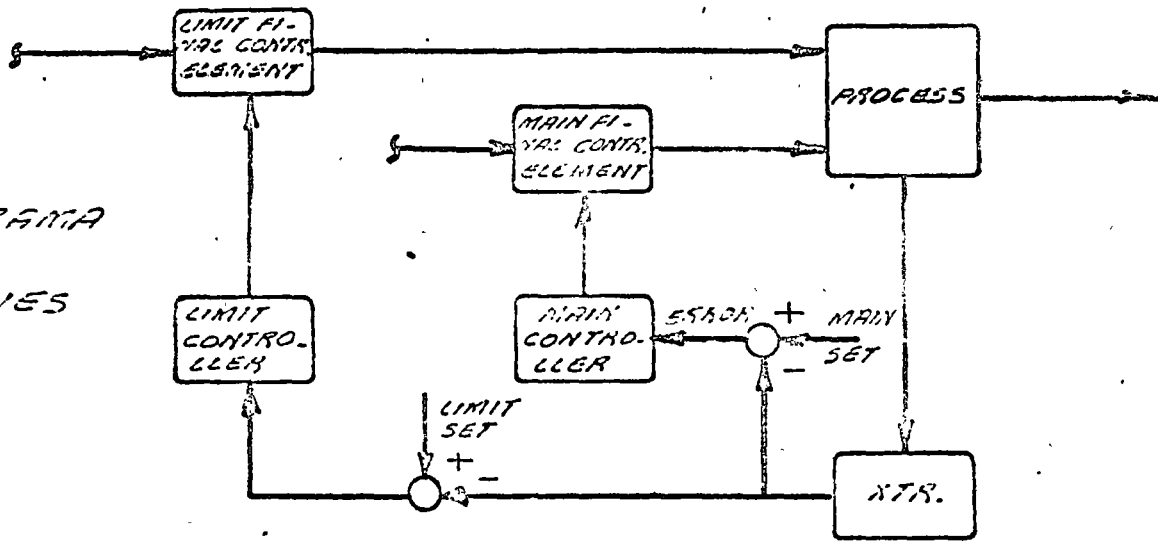 LIMIT FI-
NAL CONTR.
ELEMENT
PROCESS
MAIN FI-
NAL CONTR.
ELEMENT
LIMIT
CONTRO-
LLER
MAIN
CONTRO-
LLER
ERROR
+
MAIN
SET
-
LIMIT
SET
+
-
XTR.